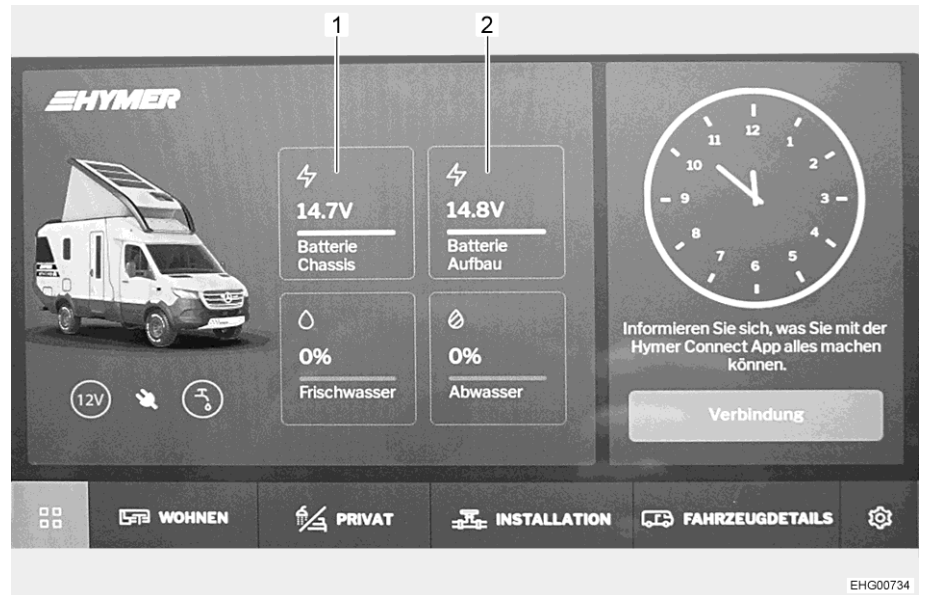 1
2
HYMER
14.7V
Batterie
Chassis
14.8V
Batterie
Aufbau
0%
Frischwasser
0%
Abwasser
12V
12
1
2
3
4
5
6
7
8
9
10
11
Informieren Sie sich, was Sie mit der
Hymer Connect App alles machen
können.
Verbindung
WOHNEN
PRIVAT
INSTALLATION
FAHRZEUGDETAILS
EHG00734